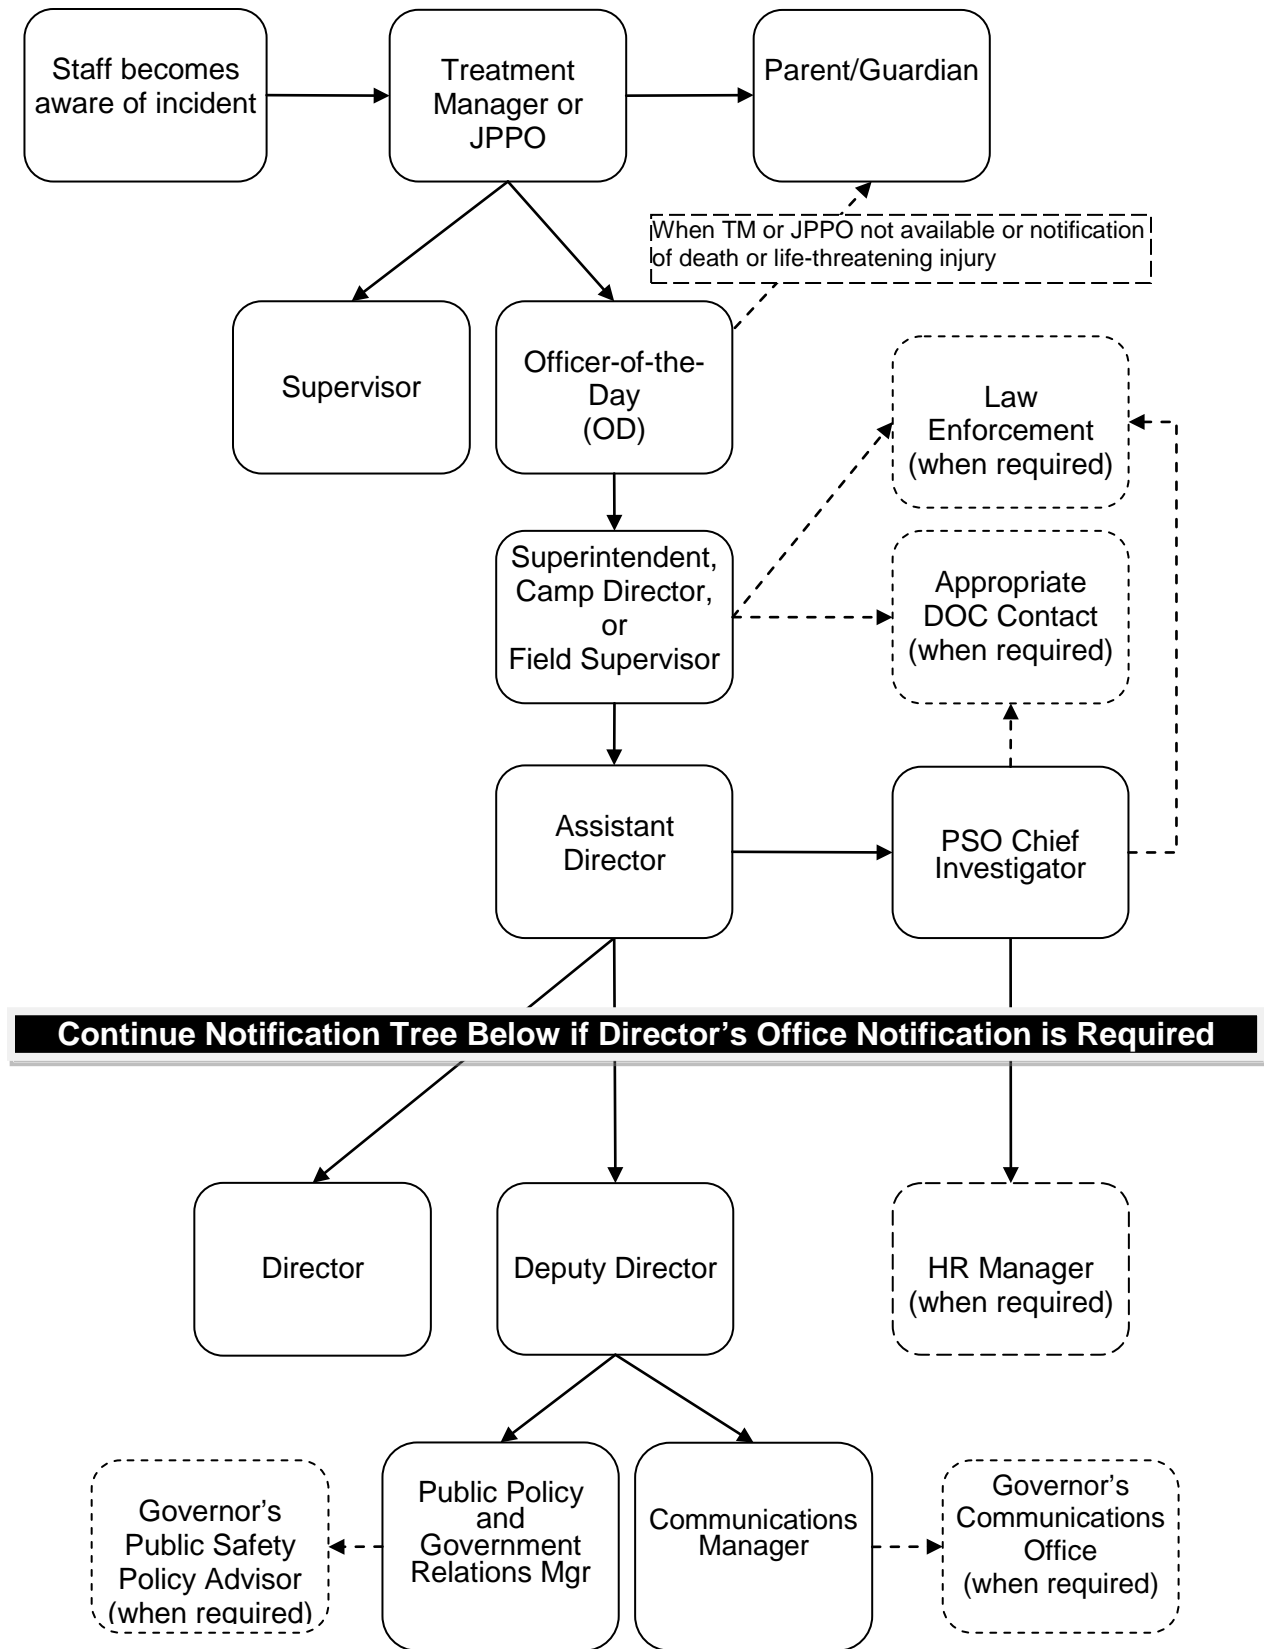 Staff becomes
aware of incident
Treatment
Manager or
JPPO
Parent/Guardian
When TM or JPPO not available or notification
of death or life-threatening injury
Supervisor
Officer-of-the-
Day
(OD)
Law
Enforcement
(when required)
Superintendent,
Camp Director,
or
Field Supervisor
Appropriate
DOC Contact
(when required)
Assistant
Director
PSO Chief
Investigator
Continue Notification Tree Below if Director’s Office Notification is Required
Director
Deputy Director
HR Manager
(when required)
Governor’s
Public Safety
Policy Advisor
(when required)
Public Policy
and
Government
Relations Mgr
Communications
Manager
Governor’s
Communications
Office
(when required)